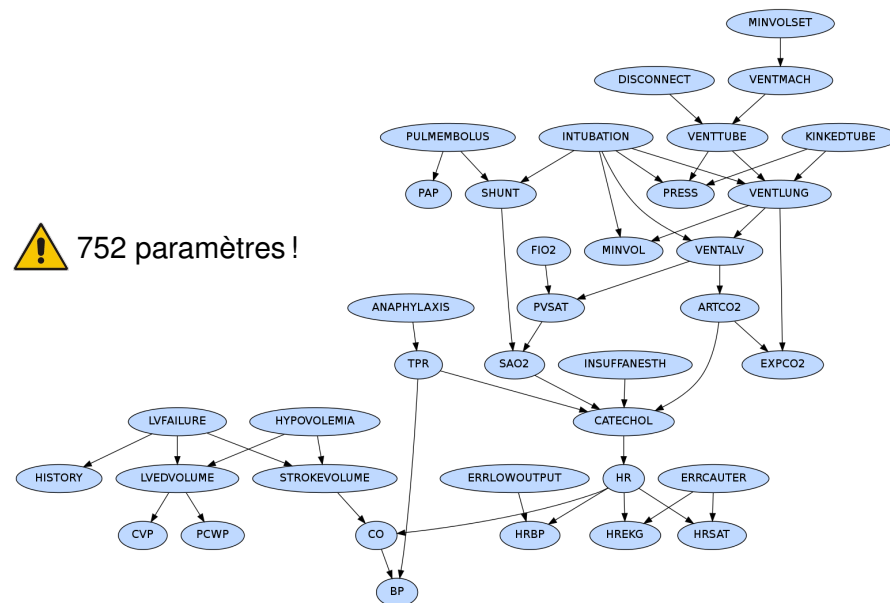 MINVOLSET
DISCONNECT VENTMACH
PULMEMBOLUS INTUBATION VENTTUBE KINKEDTUBE
PAP SHUNT PRESS VENTLUNG
752 paramètres !
FIO2 MINVOL VENTALV
ANAPHYLAXIS PVSAT ARTCO2
TPR SAO2 INSUFFANESTH EXPCO2
LVFAILURE HYPOVOLEMIA CATECHOL
HISTORY LVEDVOLUME STROKEVOLUME ERRLOWOUTPUT HR ERRCAUTER
CVP PCWP CO HRBP HREKG HRSAT
BP